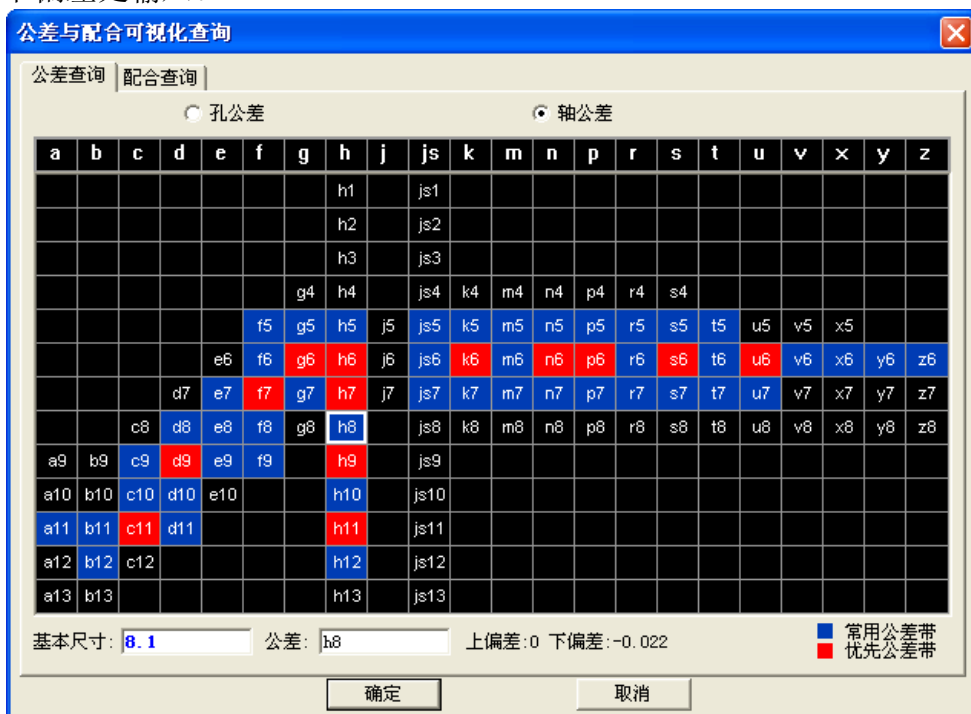 公差与配合可视化查询
公差查询 配合查询
孔公差 轴公差
a b c d e f g h j js k m n p r s t u v x y z
h1 js1
h2 js2
h3 js3
g4 h4 js4 k4 m4 n4 p4 r4 s4
f5 g5 h5 j5 js5 k5 m5 n5 p5 r5 s5 t5 u5 v5 x5
e6 f6 g6 h6 j6 js6 k6 m6 n6 p6 r6 s6 t6 u6 v6 x6 y6 z6
d7 e7 f7 g7 h7 j7 js7 k7 m7 n7 p7 r7 s7 t7 u7 v7 x7 y7 z7
c8 d8 e8 f8 g8 h8 js8 k8 m8 n8 p8 r8 s8 t8 u8 v8 x8 y8 z8
a9 b9 c9 d9 e9 f9 h9 js9
a10 b10 c10 d10 e10 h10 js10
a11 b11 c11 d11 h11 js11
a12 b12 c12 h12 js12
a13 b13 h13 js13
基本尺寸: 8.1 公差: h8 上偏差:0 下偏差:-0.022 常用公差带
优先公差带
确定 取消